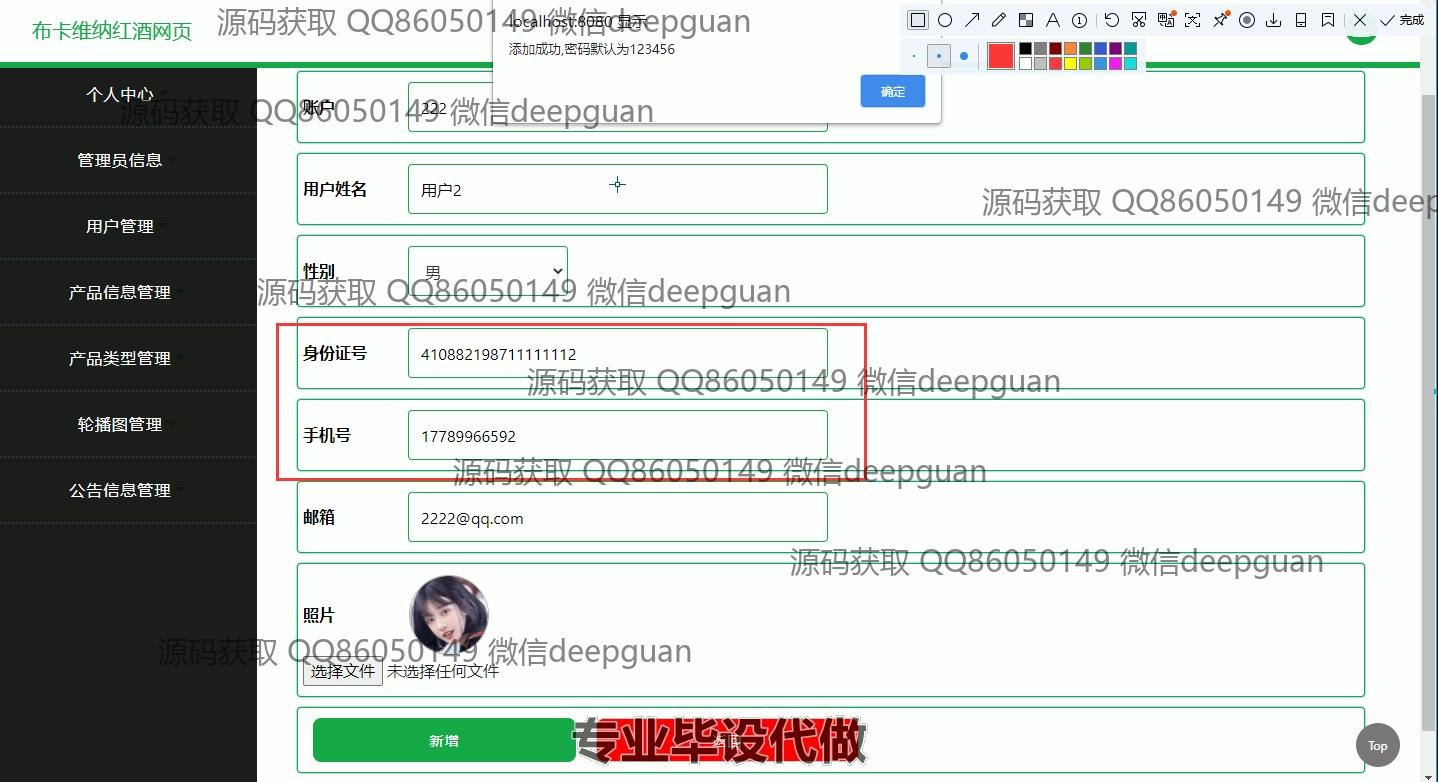 布卡维纳红酒网页
源码获取 QQ86050149 微信deepguan
localhost:8080 显示
添加成功,密码默认为123456
确定
完成
个人中心
管理员信息
用户管理
产品信息管理
产品类型管理
轮播图管理
公告信息管理
源码获取 QQ86050149 微信deepguan
账户
222
用户姓名
用户2
源码获取 QQ86050149 微信deep
性别
男
源码获取 QQ86050149 微信deepguan
身份证号
410882198711111112
源码获取 QQ86050149 微信deepguan
手机号
17789966592
源码获取 QQ86050149 微信deepguan
邮箱
2222@qq.com
源码获取 QQ86050149 微信deepguan
照片
源码获取 QQ86050149 微信deepguan
选择文件 未选择任何文件
新增
返回
专业毕设代做
Top